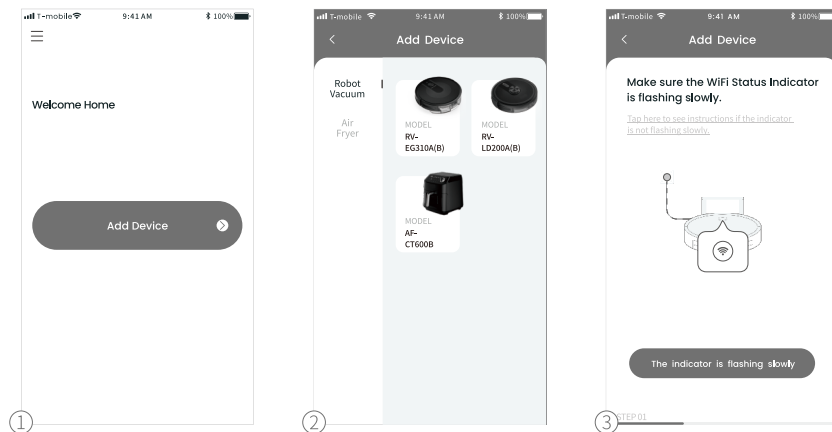 T-mobile 9:41 AM 100%
Welcome Home
Add Device
1
T-mobile 9:41 AM 100%
Add Device
Robot
Vacuum
Air
Fryer
MODEL
RV-
EG310A(B)
MODEL
RV-
LD200A(B)
MODEL
AF-
CT600B
2
T-mobile 9:41 AM 100%
Add Device
Make sure the WiFi Status Indicator
is flashing slowly.
Tap here to see instructions if the indicator
is not flashing slowly.
The indicator is flashing slowly
STEP 01
3